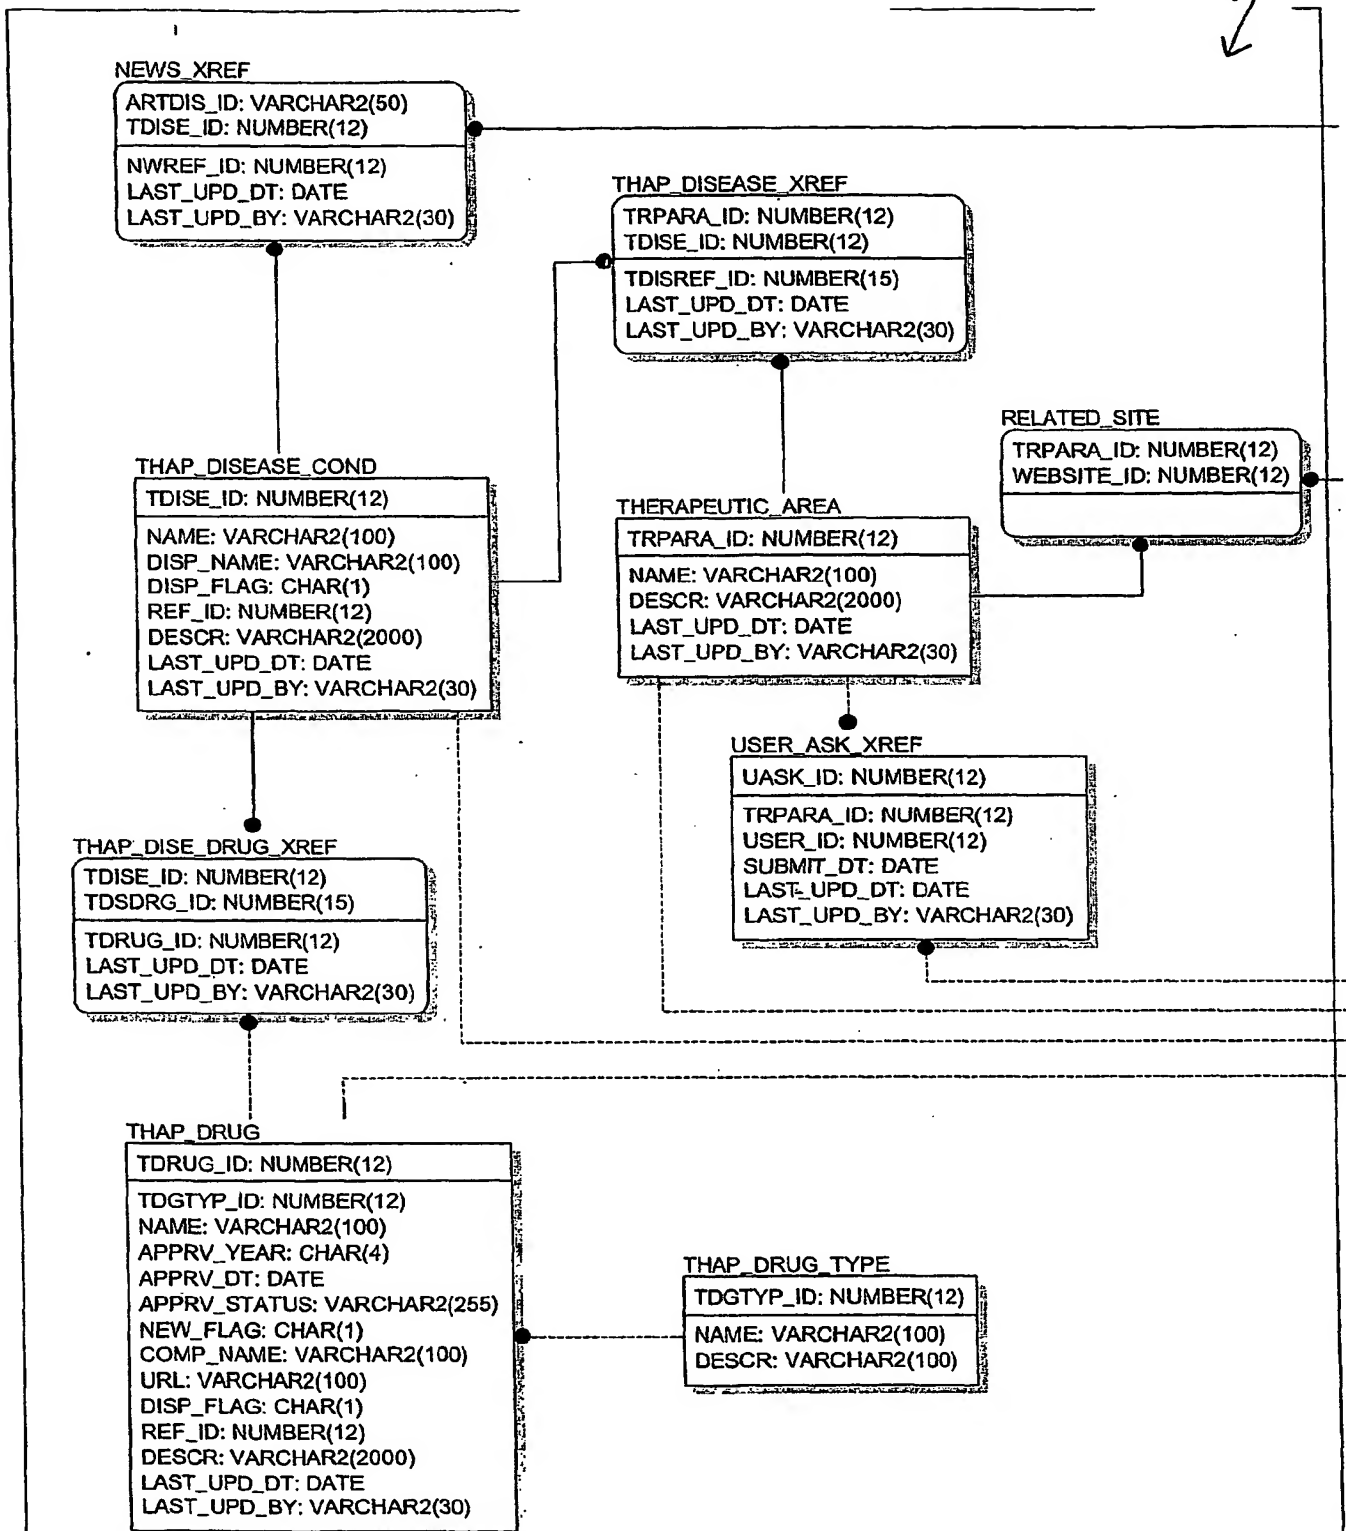 NEWS_XREF
ARTDIS_ID: VARCHAR2(50)
TDISE_ID: NUMBER(12)
NWREF_ID: NUMBER(12)
LAST_UPD_DT: DATE
LAST_UPD_BY: VARCHAR2(30)
THAP_DISEASE_XREF
TRPARA_ID: NUMBER(12)
TDISE_ID: NUMBER(12)
TDISREF_ID: NUMBER(15)
LAST_UPD_DT: DATE
LAST_UPD_BY: VARCHAR2(30)
RELATED_SITE
TRPARA_ID: NUMBER(12)
WEBSITE_ID: NUMBER(12)
THAP_DISEASE_COND
TDISE_ID: NUMBER(12)
NAME: VARCHAR2(100)
DISP_NAME: VARCHAR2(100)
DISP_FLAG: CHAR(1)
REF_ID: NUMBER(12)
DESCR: VARCHAR2(2000)
LAST_UPD_DT: DATE
LAST_UPD_BY: VARCHAR2(30)
THERAPEUTIC_AREA
TRPARA_ID: NUMBER(12)
NAME: VARCHAR2(100)
DESCR: VARCHAR2(2000)
LAST_UPD_DT: DATE
LAST_UPD_BY: VARCHAR2(30)
USER_ASK_XREF
UASK_ID: NUMBER(12)
TRPARA_ID: NUMBER(12)
USER_ID: NUMBER(12)
SUBMIT_DT: DATE
LAST_UPD_DT: DATE
LAST_UPD_BY: VARCHAR2(30)
THAP_DISE_DRUG_XREF
TDISE_ID: NUMBER(12)
TDSDRG_ID: NUMBER(15)
TDRUG_ID: NUMBER(12)
LAST_UPD_DT: DATE
LAST_UPD_BY: VARCHAR2(30)
THAP_DRUG
TDRUG_ID: NUMBER(12)
TDGTYP_ID: NUMBER(12)
NAME: VARCHAR2(100)
APPRV_YEAR: CHAR(4)
APPRV_DT: DATE
APPRV_STATUS: VARCHAR2(255)
NEW_FLAG: CHAR(1)
COMP_NAME: VARCHAR2(100)
URL: VARCHAR2(100)
DISP_FLAG: CHAR(1)
REF_ID: NUMBER(12)
DESCR: VARCHAR2(2000)
LAST_UPD_DT: DATE
LAST_UPD_BY: VARCHAR2(30)
THAP_DRUG_TYPE
TDGTYP_ID: NUMBER(12)
NAME: VARCHAR2(100)
DESCR: VARCHAR2(100)